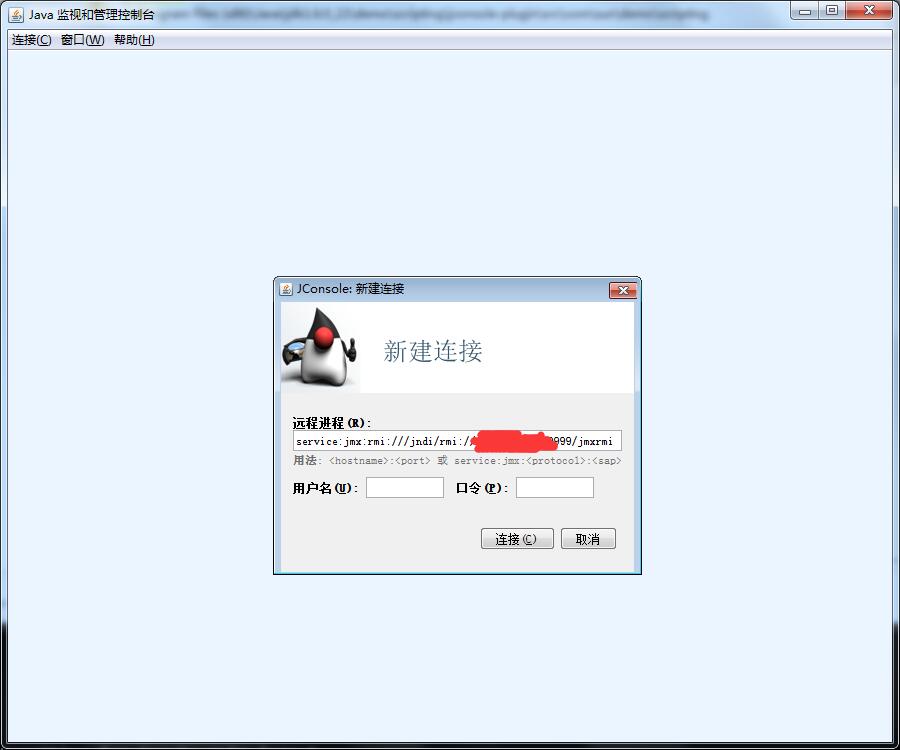 Java 监视和管理控制台
连接(C) 窗口(W) 帮助(H)
JConsole: 新建连接
新建连接
远程进程(R):
service:jmx:rmi:///jndi/rmi:/ 999/jmxrmi
用法: <hostname>:<port> 或 service:jmx:<protocol>:<sap>
用户名(U): 口令(P):
连接(C) 取消